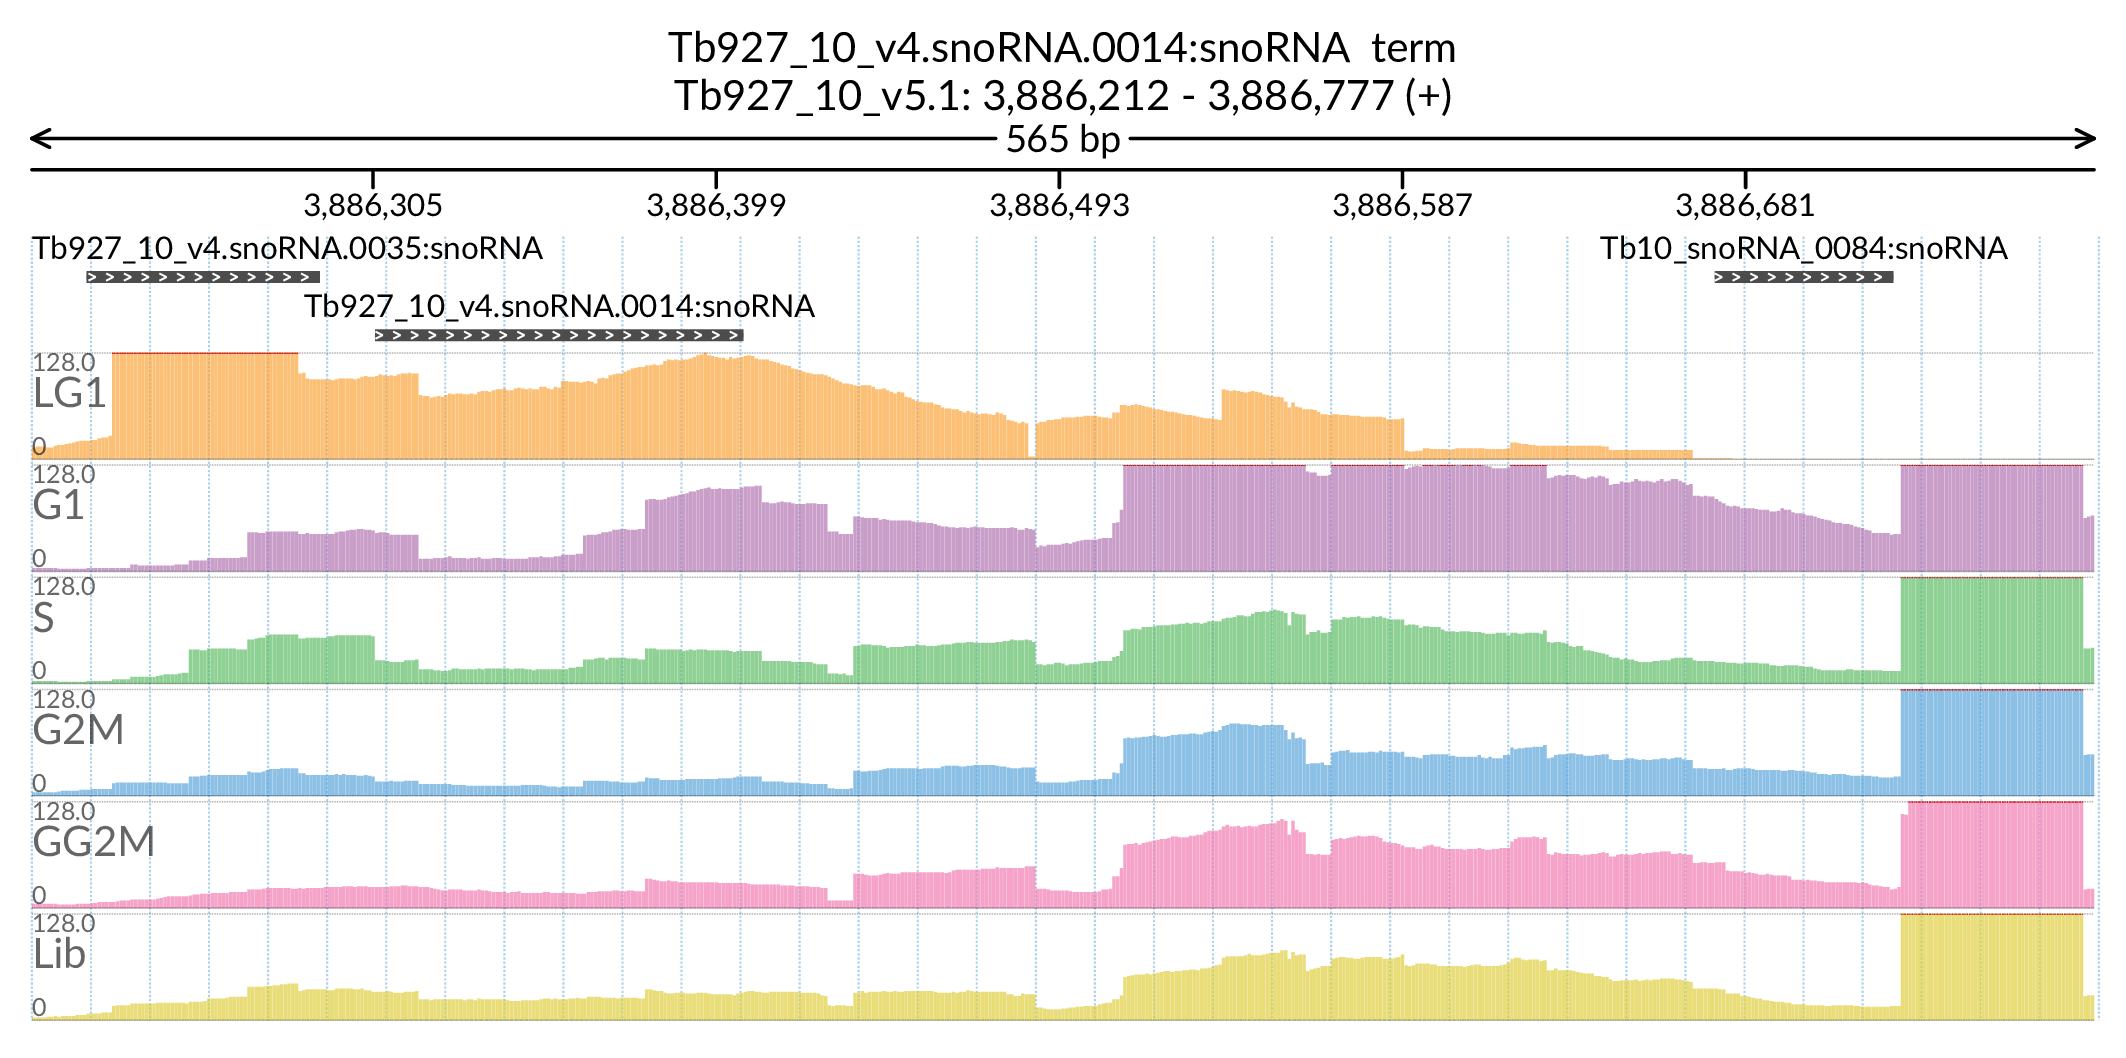 Tb927_10_v4.snoRNA.0014:snoRNA term
Tb927_10_v5.1: 3,886,212 - 3,886,777 (+)
565 bp
3,886,305 3,886,399 3,886,493 3,886,587 3,886,681
Tb927_10_v4.snoRNA.0035:snoRNA Tb10_snoRNA_0084:snoRNA
Tb927_10_v4.snoRNA.0014:snoRNA
128.0
LG1
0
128.0
G1
0
128.0
S
0
128.0
G2M
0
128.0
GG2M
0
128.0
Lib
0